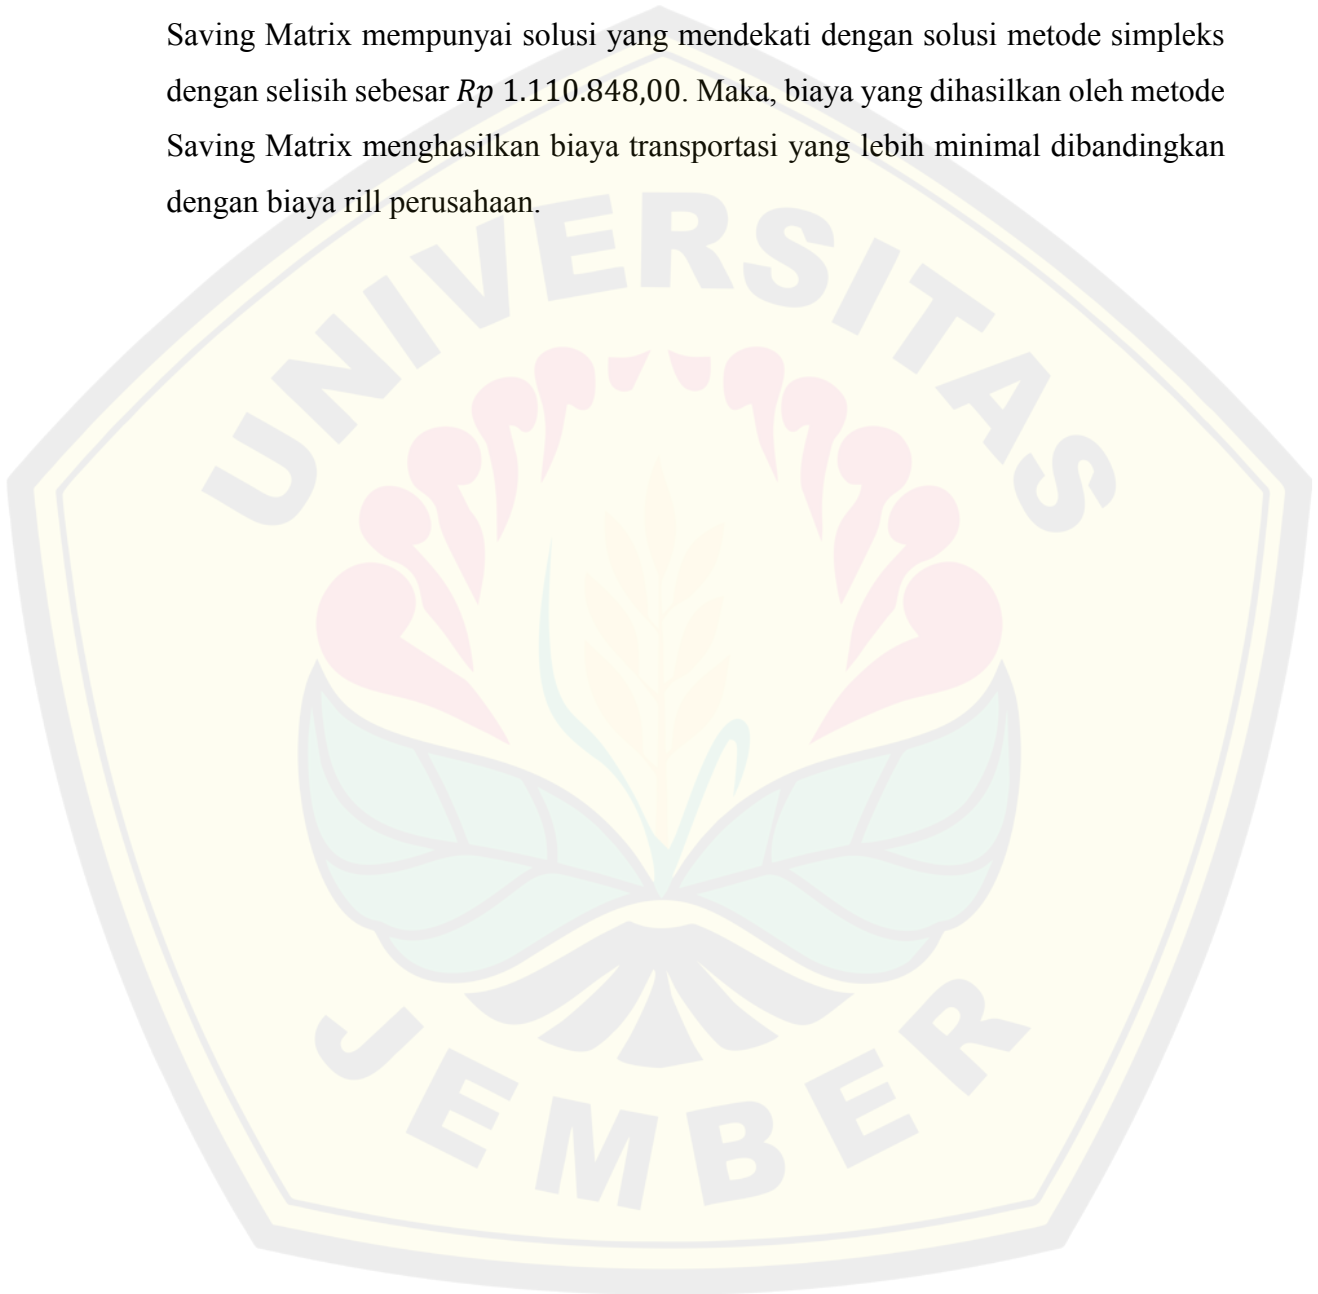 Saving Matrix mempunyai solusi yang mendekati dengan solusi metode simpleks
dengan selisih sebesar Rp 1.110.848,00. Maka, biaya yang dihasilkan oleh metode
Saving Matrix menghasilkan biaya transportasi yang lebih minimal dibandingkan
dengan biaya rill perusahaan.
UNIVERSITAS
JEMBER